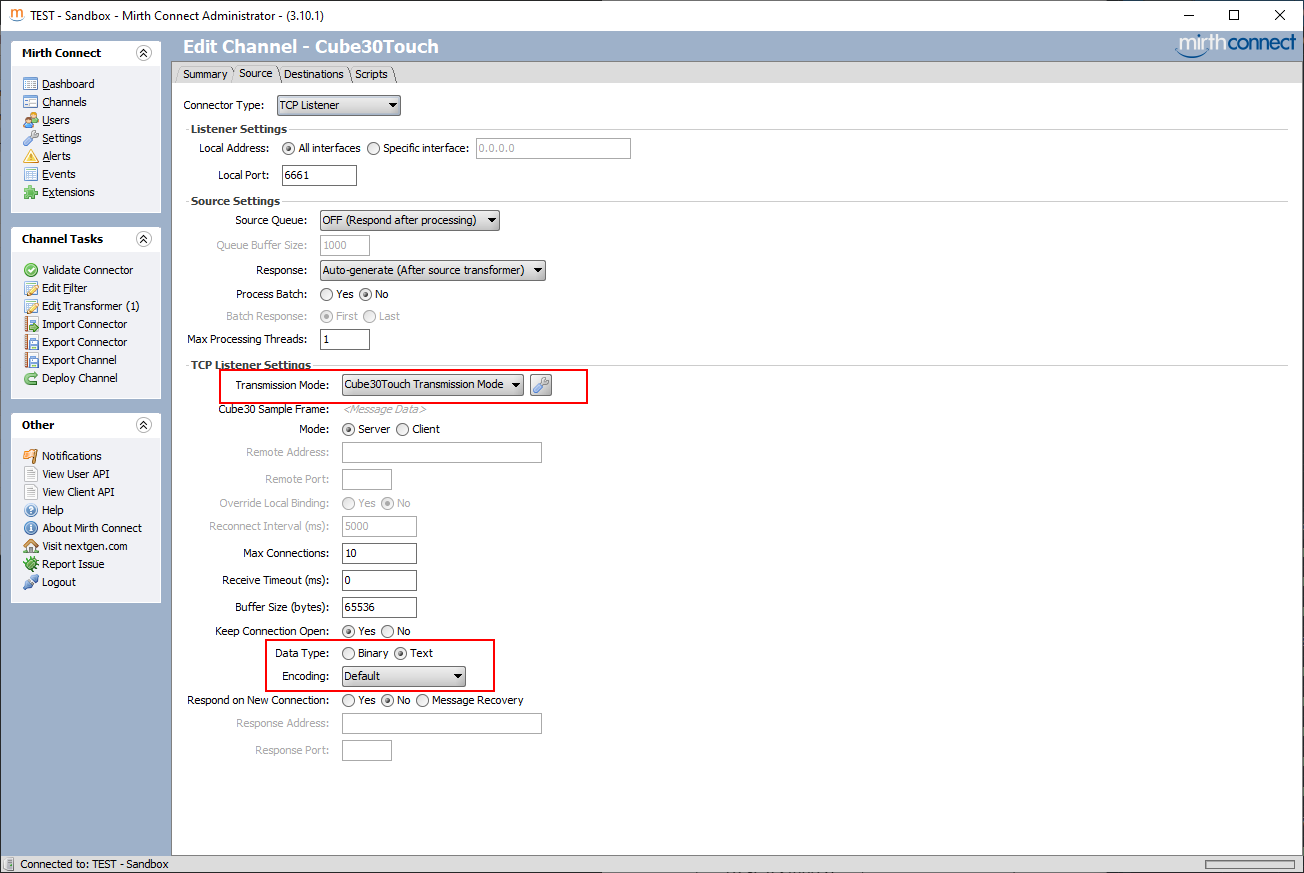 TEST - Sandbox - Mirth Connect Administrator - (3.10.1)
Mirth Connect
Dashboard
Channels
Users
Settings
Alerts
Events
Extensions
Channel Tasks
Validate Connector
Edit Filter
Edit Transformer (1)
Import Connector
Export Connector
Export Channel
Deploy Channel
Other
Notifications
View User API
View Client API
Help
About Mirth Connect
Visit nextgen.com
Report Issue
Logout
Edit Channel - Cube30Touch
mirthconnect
Summary Source Destinations Scripts
Connector Type: TCP Listener
Listener Settings
Local Address: All interfaces Specific interface: 0.0.0.0
Local Port: 6661
Source Settings
Source Queue: OFF (Respond after processing)
Queue Buffer Size: 1000
Response: Auto-generate (After source transformer)
Process Batch: Yes No
Batch Response: First Last
Max Processing Threads: 1
TCP Listener Settings
Transmission Mode: Cube30Touch Transmission Mode
Cube30 Sample Frame: <Message Data>
Mode: Server Client
Remote Address:
Remote Port:
Override Local Binding: Yes No
Reconnect Interval (ms): 5000
Max Connections: 10
Receive Timeout (ms): 0
Buffer Size (bytes): 65536
Keep Connection Open: Yes No
Data Type: Binary Text
Encoding: Default
Respond on New Connection: Yes No Message Recovery
Response Address:
Response Port:
Connected to: TEST - Sandbox